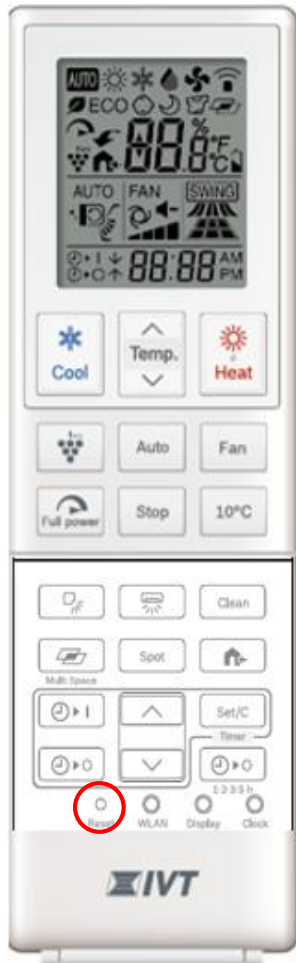 AUTO
ECO
88.8 % °F °C
AUTO FAN SWING
88:88 AM PM
Cool Temp. Heat
Auto Fan
Full power Stop 10°C
Clean
Multi Space Spot
Set/C
Timer
1·2·3·5 h
Reset WLAN Display Clock
IVT